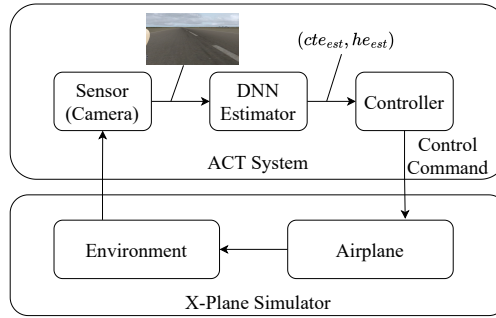 (cte_est, he_est)
Sensor
(Camera)
DNN
Estimator
Controller
ACT System
Control
Command
Environment
Airplane
X-Plane Simulator